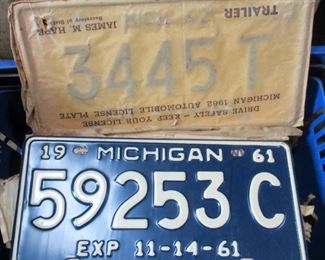 TRAILER
MICHIGAN
3445 T
JAMES M. HARE
Secretary of State
DRIVE SAFELY - KEEP YOUR LICENSE
MICHIGAN 1962 AUTOMOBILE LICENSE PLATE
19 MICHIGAN 61
59253 C
EXP 11-14-61